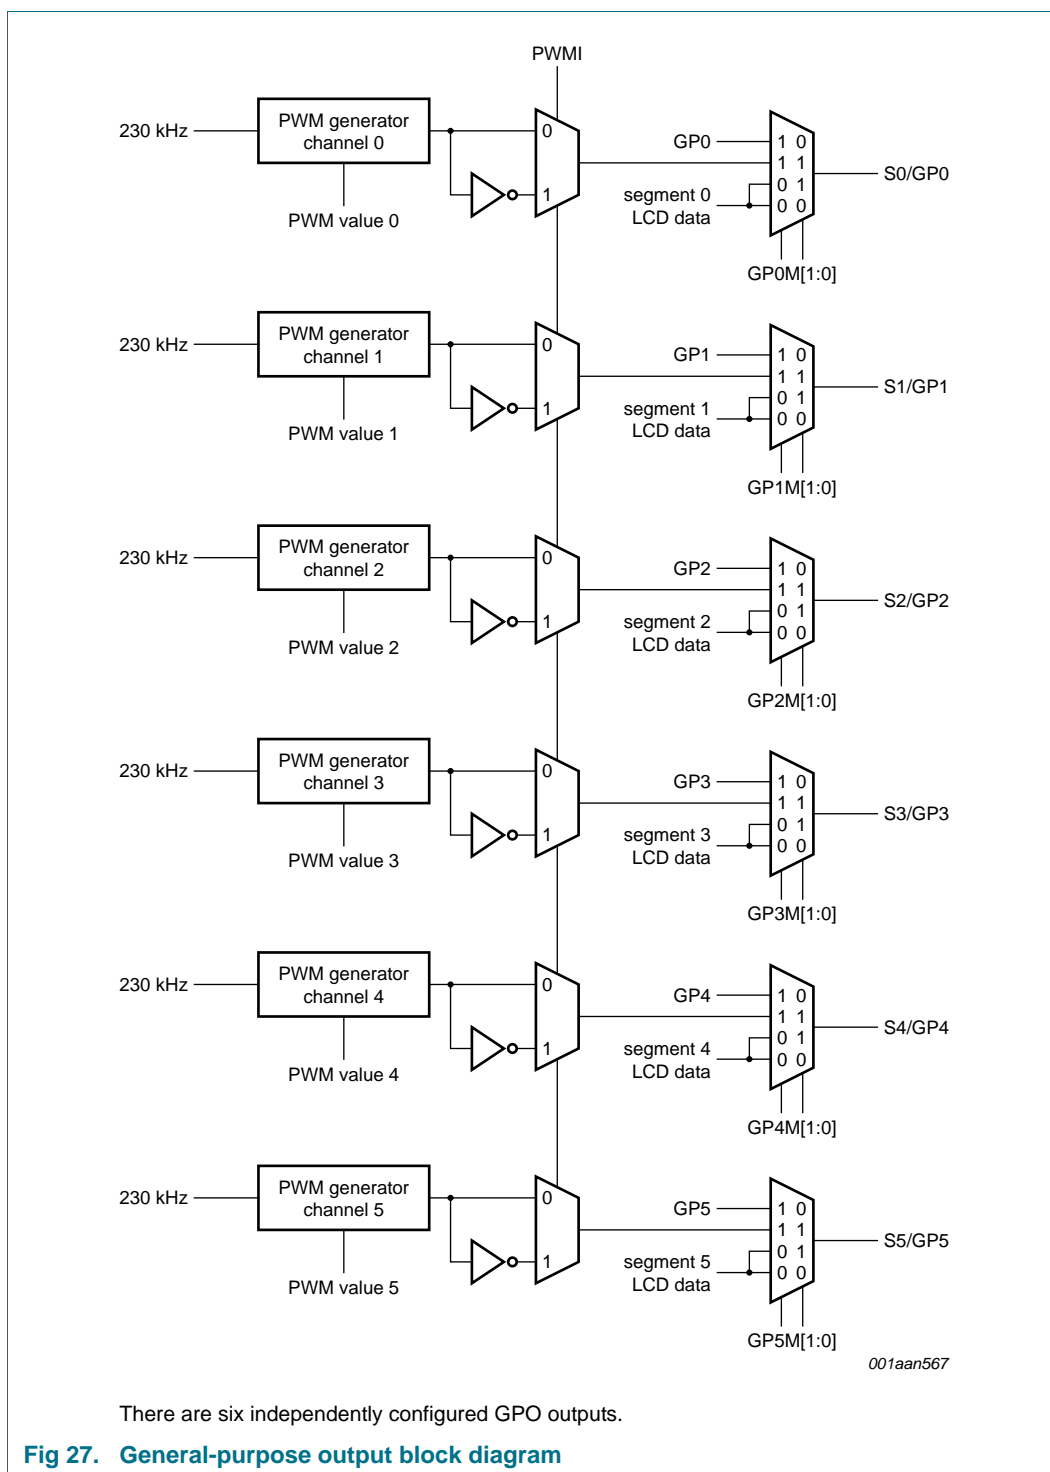 PWMI
PWM generator
channel 0
230 kHz
PWM value 0
0
1
GP0
segment 0
LCD data
1 0
1 1
0 1
0 0
S0/GP0
GP0M[1:0]
PWM generator
channel 1
230 kHz
PWM value 1
0
1
GP1
segment 1
LCD data
1 0
1 1
0 1
0 0
S1/GP1
GP1M[1:0]
PWM generator
channel 2
230 kHz
PWM value 2
0
1
GP2
segment 2
LCD data
1 0
1 1
0 1
0 0
S2/GP2
GP2M[1:0]
PWM generator
channel 3
230 kHz
PWM value 3
0
1
GP3
segment 3
LCD data
1 0
1 1
0 1
0 0
S3/GP3
GP3M[1:0]
PWM generator
channel 4
230 kHz
PWM value 4
0
1
GP4
segment 4
LCD data
1 0
1 1
0 1
0 0
S4/GP4
GP4M[1:0]
PWM generator
channel 5
230 kHz
PWM value 5
0
1
GP5
segment 5
LCD data
1 0
1 1
0 1
0 0
S5/GP5
GP5M[1:0]
001aan567
There are six independently configured GPO outputs.
Fig 27. General-purpose output block diagram